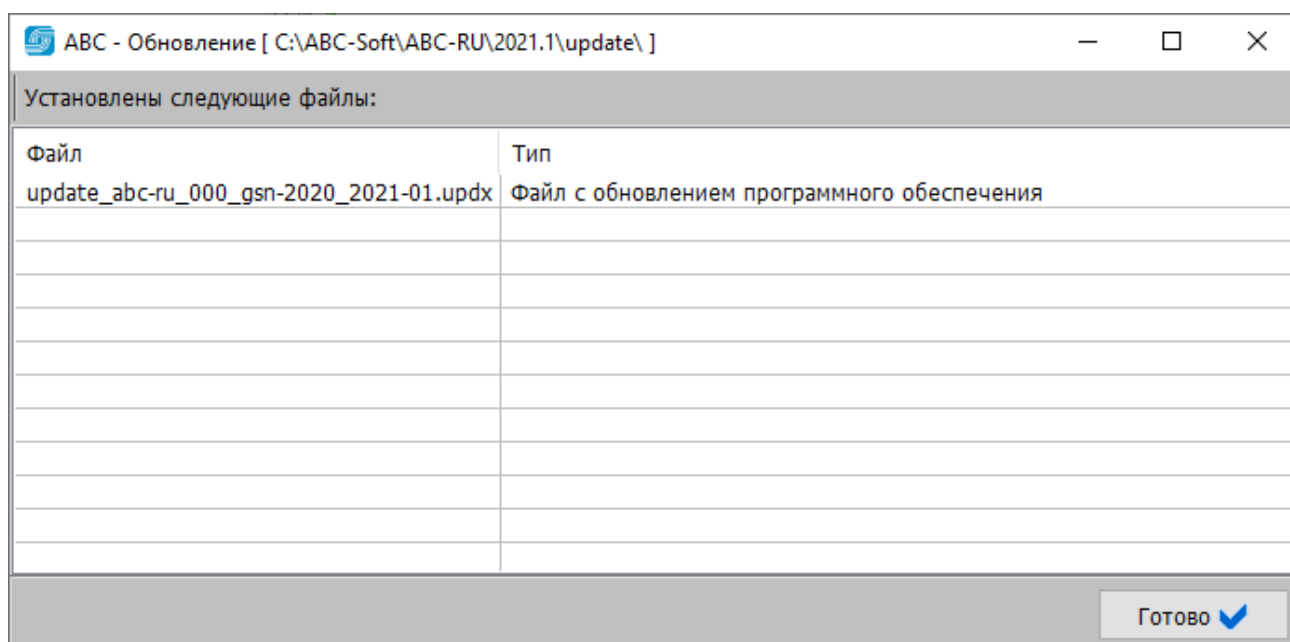 ABC - Обновление [ C:\ABC-Soft\ABC-RU\2021.1\update\ ]
Установлены следующие файлы:
Файл Тип
update_abc-ru_000_gsn-2020_2021-01.updx Файл с обновлением программного обеспечения
Готово